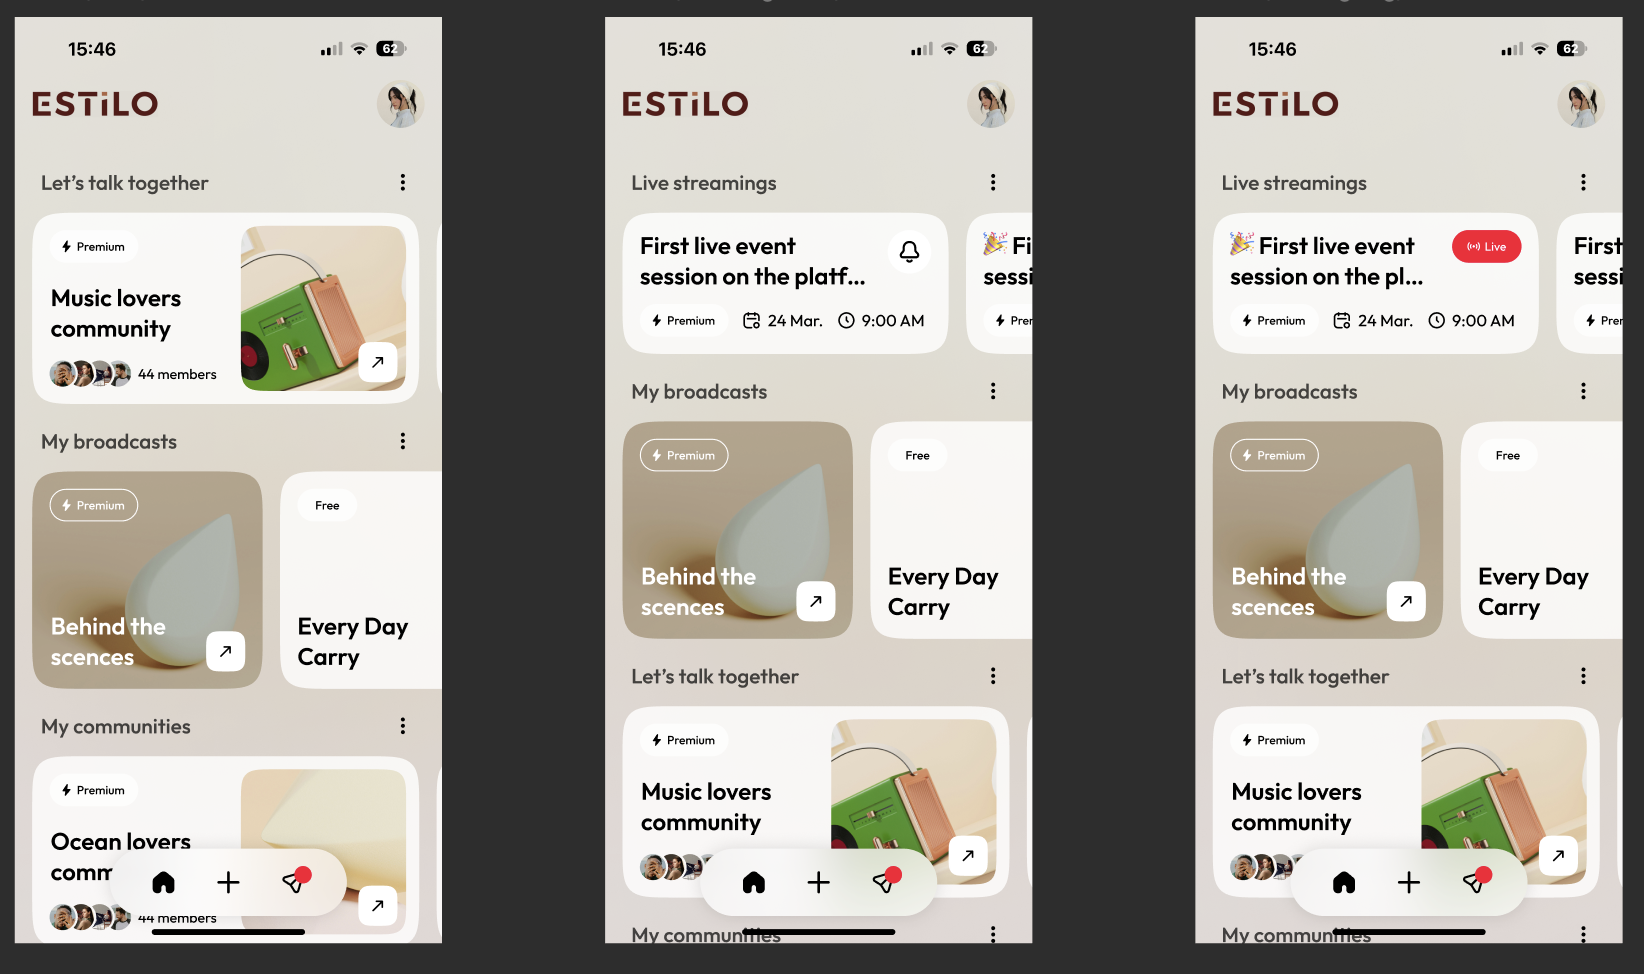 15:46
62
ESTiLO
Let's talk together
Premium
Music lovers
community
44 members
My broadcasts
Premium
Behind the
scences
Free
Every Day
Carry
My communities
Premium
Ocean lovers
comm
44 members
15:46
62
ESTiLO
Live streamings
First live event
session on the platf...
Premium
24 Mar.
9:00 AM
🎉 Fi
sessi
Prer
My broadcasts
Premium
Behind the
scences
Free
Every Day
Carry
Let's talk together
Premium
Music lovers
community
My communities
15:46
62
ESTiLO
Live streamings
🎉 First live event
session on the pl...
Live
Premium
24 Mar.
9:00 AM
First
sessi
Prer
My broadcasts
Premium
Behind the
scences
Free
Every Day
Carry
Let's talk together
Premium
Music lovers
community
My communities